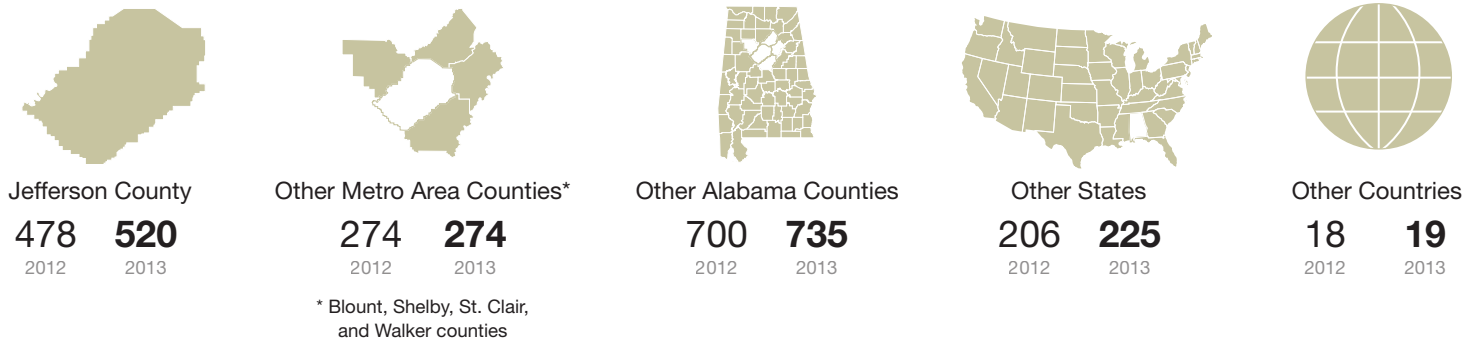 Jefferson County
478 520
2012 2013
Other Metro Area Counties*
274 274
2012 2013
* Blount, Shelby, St. Clair,
and Walker counties
Other Alabama Counties
700 735
2012 2013
Other States
206 225
2012 2013
Other Countries
18 19
2012 2013